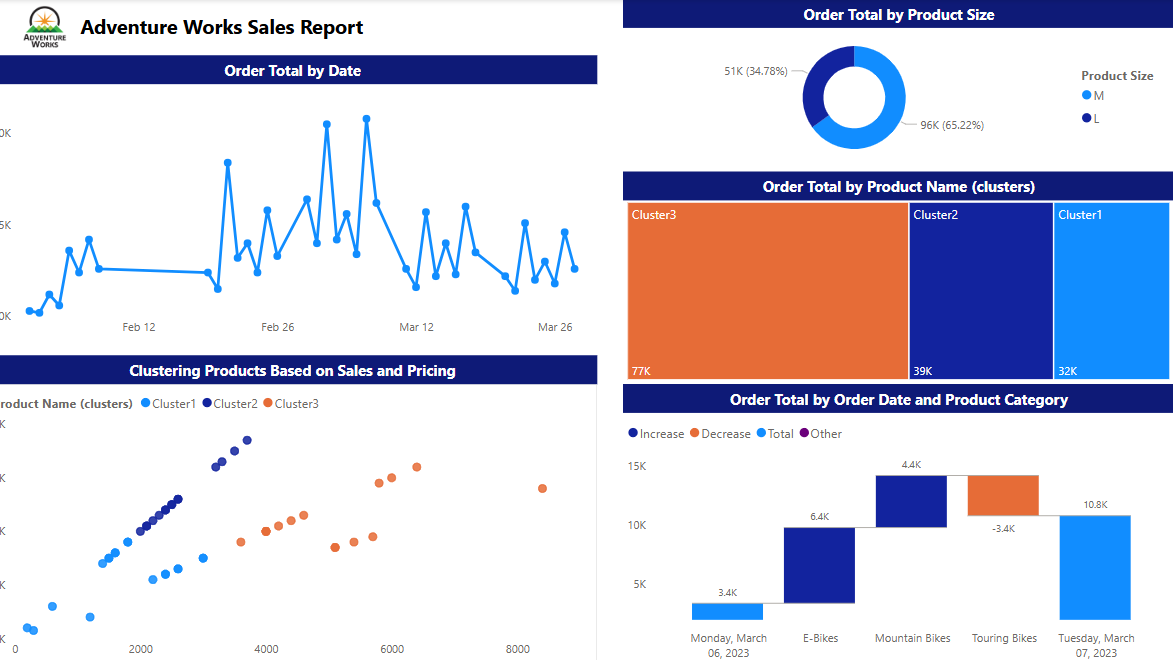 ADVENTURE
WORKS
Adventure Works Sales Report
Order Total by Date
0K
5K
0K
Feb 12
Feb 26
Mar 12
Mar 26
Clustering Products Based on Sales and Pricing
roduct Name (clusters)
Cluster1
Cluster2
Cluster3
K
K
K
K
K
0
2000
4000
6000
8000
Order Total by Product Size
51K (34.78%)
96K (65.22%)
Product Size
M
L
Order Total by Product Name (clusters)
Cluster3
77K
Cluster2
39K
Cluster1
32K
Order Total by Order Date and Product Category
Increase
Decrease
Total
Other
15K
10K
5K
3.4K
6.4K
4.4K
-3.4K
10.8K
Monday, March
06, 2023
E-Bikes
Mountain Bikes
Touring Bikes
Tuesday, March
07, 2023